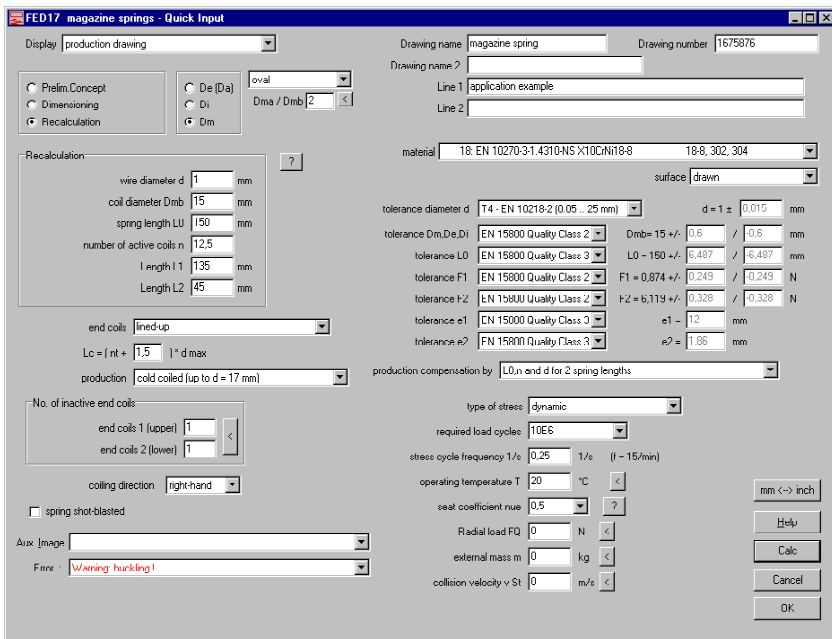 FED17 magazine springs - Quick Input
Display production drawing
Drawing name magazine spring Drawing number 1675876
Drawing name 2
Line 1 application example
Line 2
Prelim.Concept
Dimensioning
Recalculation
De (Da)
Di
Dm
oval
Dma / Dmb 2 <
material 18: EN 10270-3-1.4310-NS X10CrNi18-8 18-8, 302, 304
surface drawn
Recalculation
?
wire diameter d 1 mm
coil diameter Dmb 15 mm
spring length L0 150 mm
number of active coils n 12,5
Length L1 135 mm
Length L2 45 mm
tolerance diameter d T4 - EN 10218-2 (0.05 .. 25 mm) d = 1 ± 0,015 mm
tolerance Dm,De,Di EN 15800 Quality Class 2 Dmb= 15 +/- 0,6 / -0,6 mm
tolerance L0 EN 15800 Quality Class 3 L0 = 150 +/- 6,487 / -6,487 mm
tolerance F1 EN 15800 Quality Class 2 F1 = 0,874 +/- 0,249 / -0,249 N
tolerance F2 EN 15800 Quality Class 2 F2 = 6,119 +/- 0,328 / -0,328 N
tolerance e1 EN 15800 Quality Class 3 e1 = 12 mm
tolerance e2 EN 15800 Quality Class 3 e2 = 1.86 mm
end coils lined-up
Lc = ( nt + 1,5 ) * d max
production cold coiled (up to d = 17 mm)
production compensation by L0,n and d for 2 spring lengths
No. of inactive end coils
end coils 1 (upper) 1
end coils 2 (lower) 1
<
coiling direction right-hand
spring shot-blasted
Aux. Image
Error : Warning: buckling !
type of stress dynamic
required load cycles 10E6
stress cycle frequency 1/s 0,25 1/s (f = 15/min)
operating temperature T 20 °C <
seat coefficient nue 0,5 ?
Radial load FQ 0 N <
external mass m 0 kg <
collision velocity v St 0 m/s <
mm <--> inch
Help
Calc
Cancel
OK